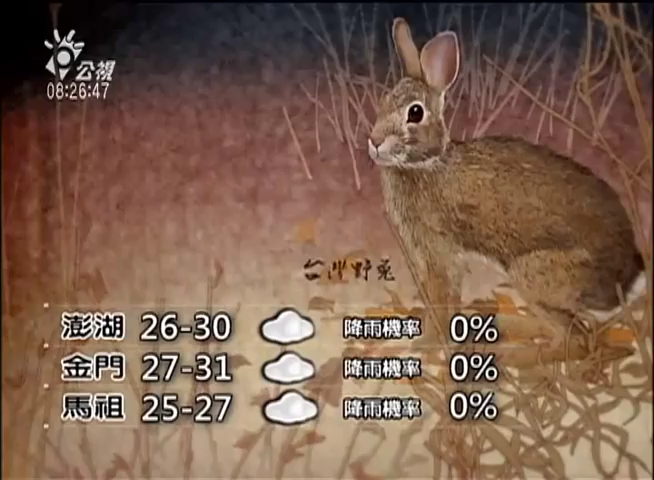 公視
08:26:47
台灣野兔
澎湖 26-30 降雨機率 0%
金門 27-31 降雨機率 0%
馬祖 25-27 降雨機率 0%